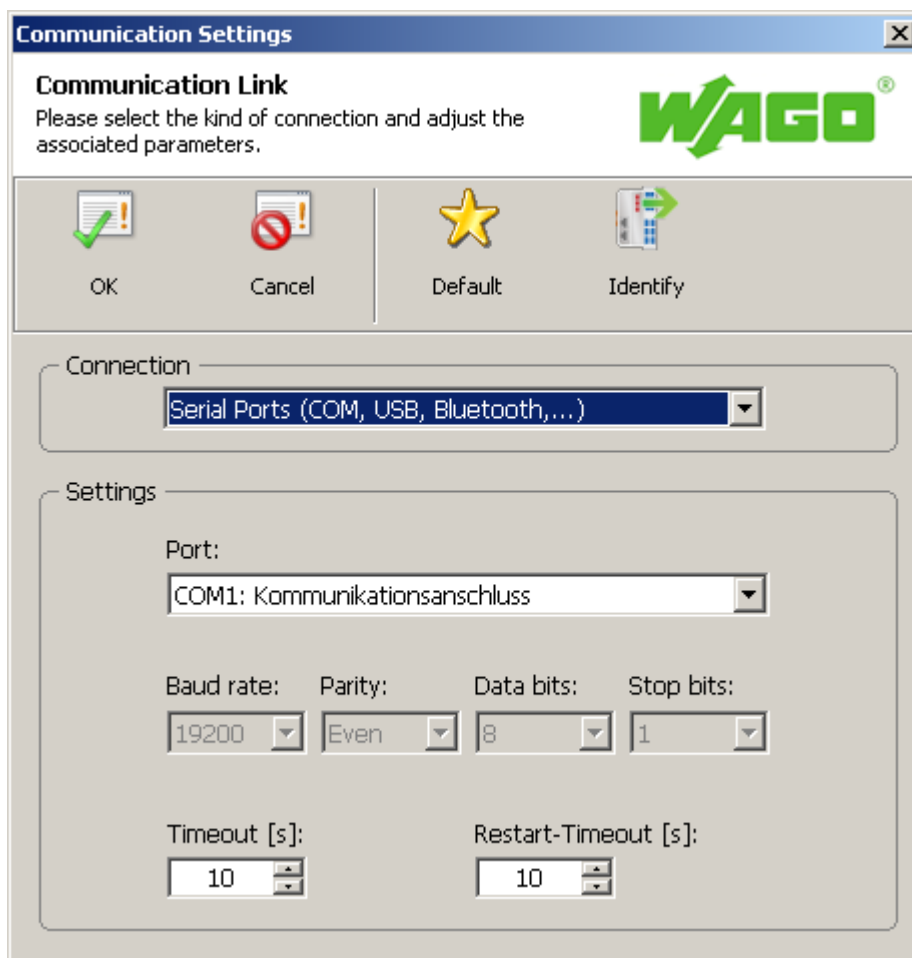 Communication Settings
Communication Link
Please select the kind of connection and adjust the
associated parameters.
WAGO®
OK Cancel Default Identify
Connection
Serial Ports (COM, USB, Bluetooth,...)
Settings
Port:
COM1: Kommunikationsanschluss
Baud rate: Parity: Data bits: Stop bits:
19200 Even 8 1
Timeout [s]: Restart-Timeout [s]:
10 10